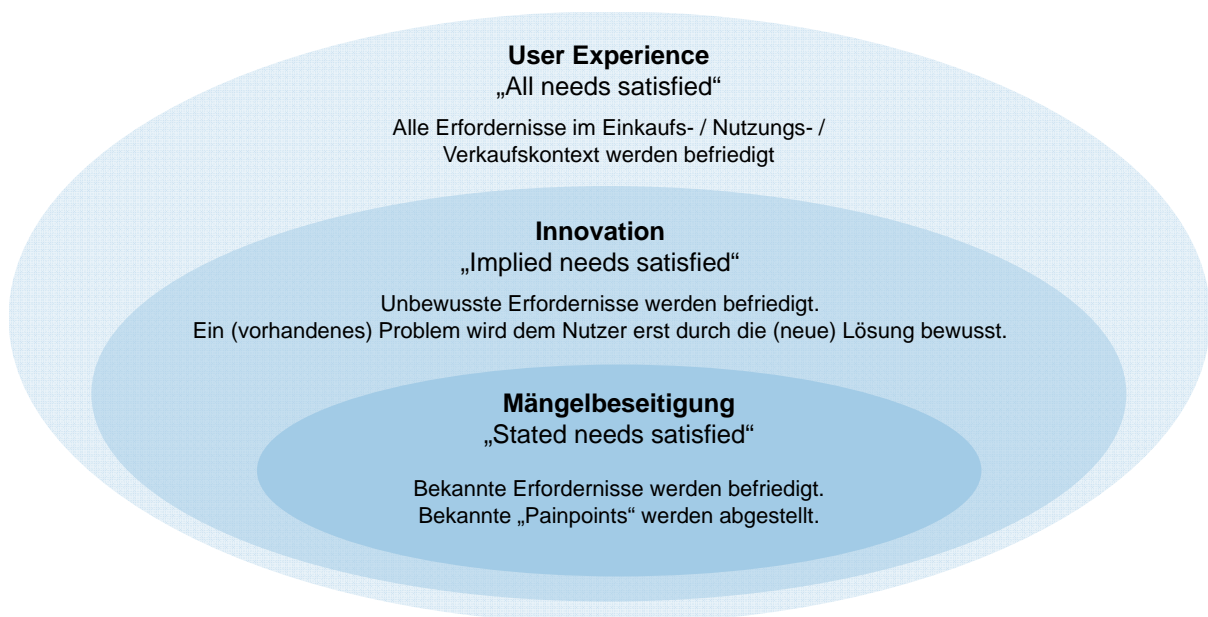 User Experience
„All needs satisfied“
Alle Erfordernisse im Einkaufs- / Nutzungs- /
Verkaufskontext werden befriedigt
Innovation
„Implied needs satisfied“
Unbewusste Erfordernisse werden befriedigt.
Ein (vorhandenes) Problem wird dem Nutzer erst durch die (neue) Lösung bewusst.
Mängelbeseitigung
„Stated needs satisfied“
Bekannte Erfordernisse werden befriedigt.
Bekannte „Painpoints“ werden abgestellt.